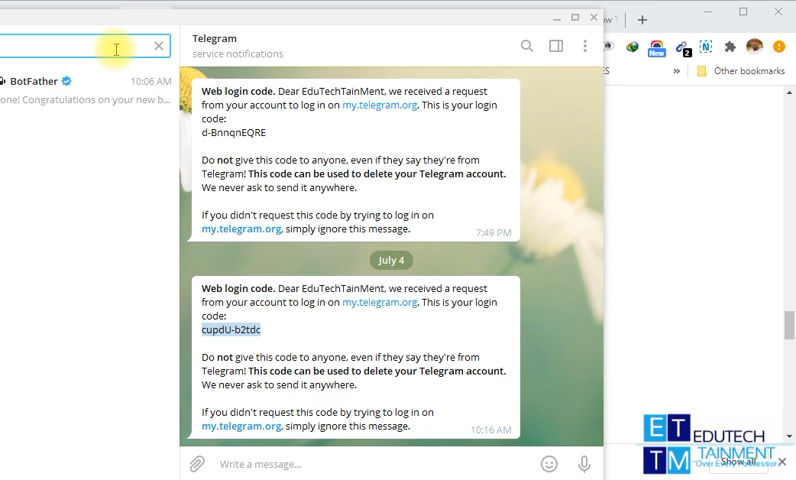 Telegram
service notifications
BotFather
10:06 AM
one! Congratulations on your new b...
Web login code. Dear EduTechTainMent, we received a request
from your account to log in on my.telegram.org. This is your login
code:
d-BnnqnEQRE
Do not give this code to anyone, even if they say they're from
Telegram! This code can be used to delete your Telegram account.
We never ask to send it anywhere.
If you didn't request this code by trying to log in on
my.telegram.org, simply ignore this message.
7:49 PM
July 4
Web login code. Dear EduTechTainMent, we received a request
from your account to log in on my.telegram.org. This is your login
code:
cupdU-b2tdc
Do not give this code to anyone, even if they say they're from
Telegram! This code can be used to delete your Telegram account.
We never ask to send it anywhere.
If you didn't request this code by trying to log in on
my.telegram.org, simply ignore this message.
10:16 AM
Write a message...
ow T
New
2
ES
Other bookmarks
ET
TM
EDUTECH
TAINMENT
Show all